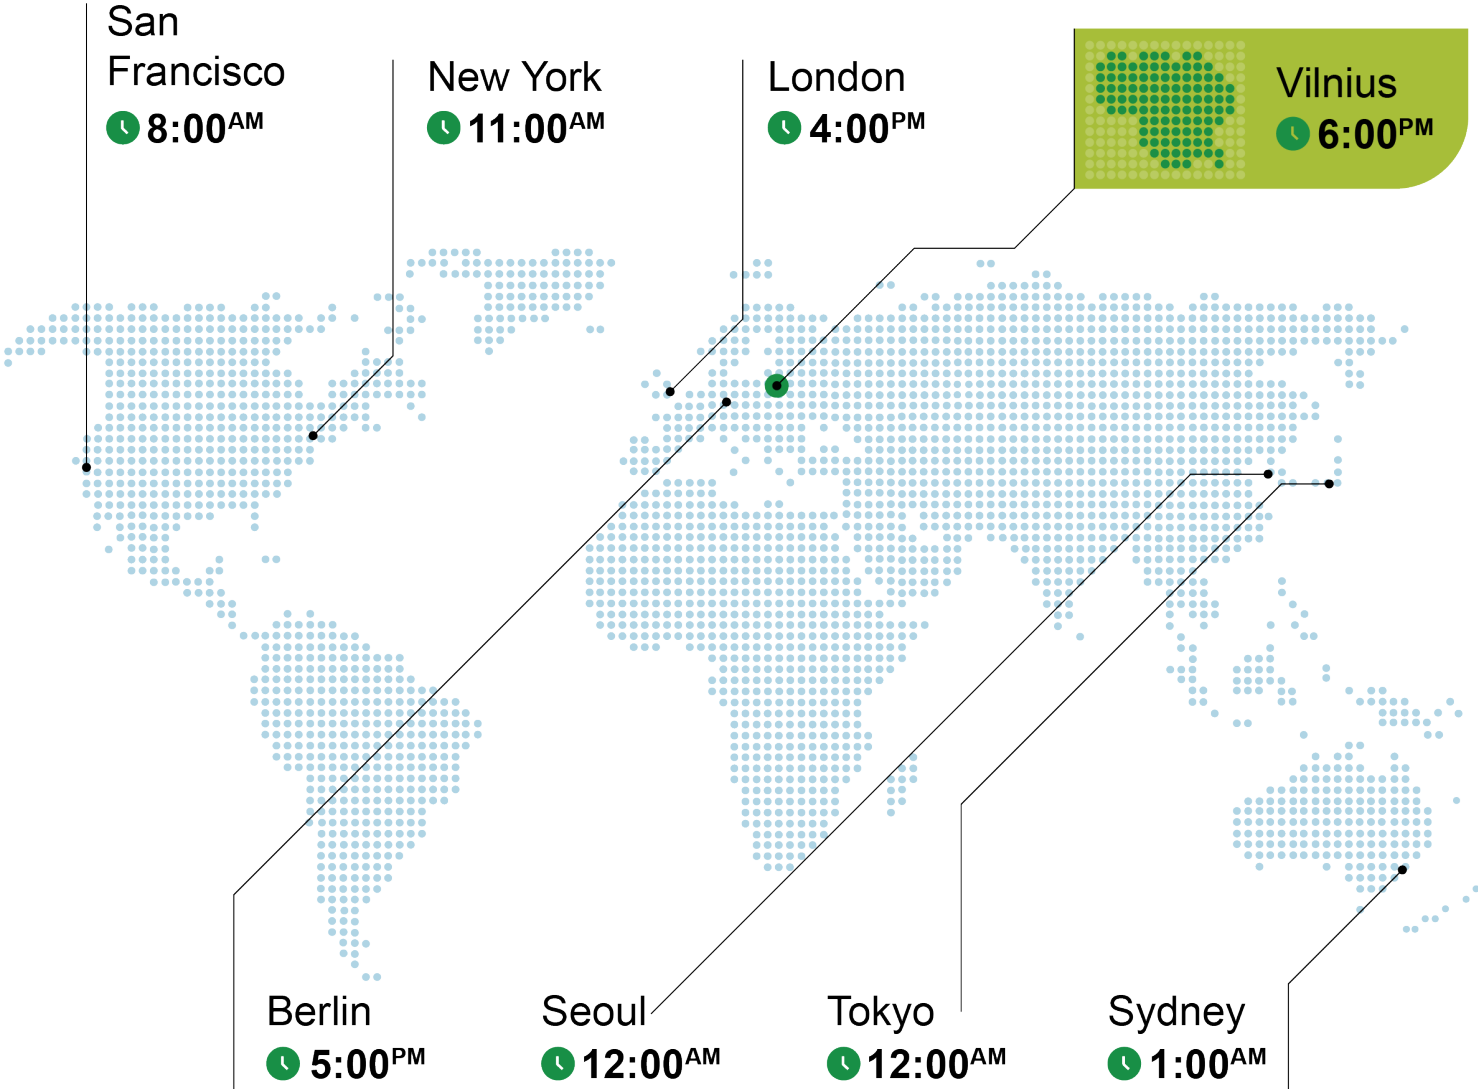 San
Francisco
8:00AM
New York
11:00AM
London
4:00PM
Vilnius
6:00PM
Berlin
5:00PM
Seoul
12:00AM
Tokyo
12:00AM
Sydney
1:00AM